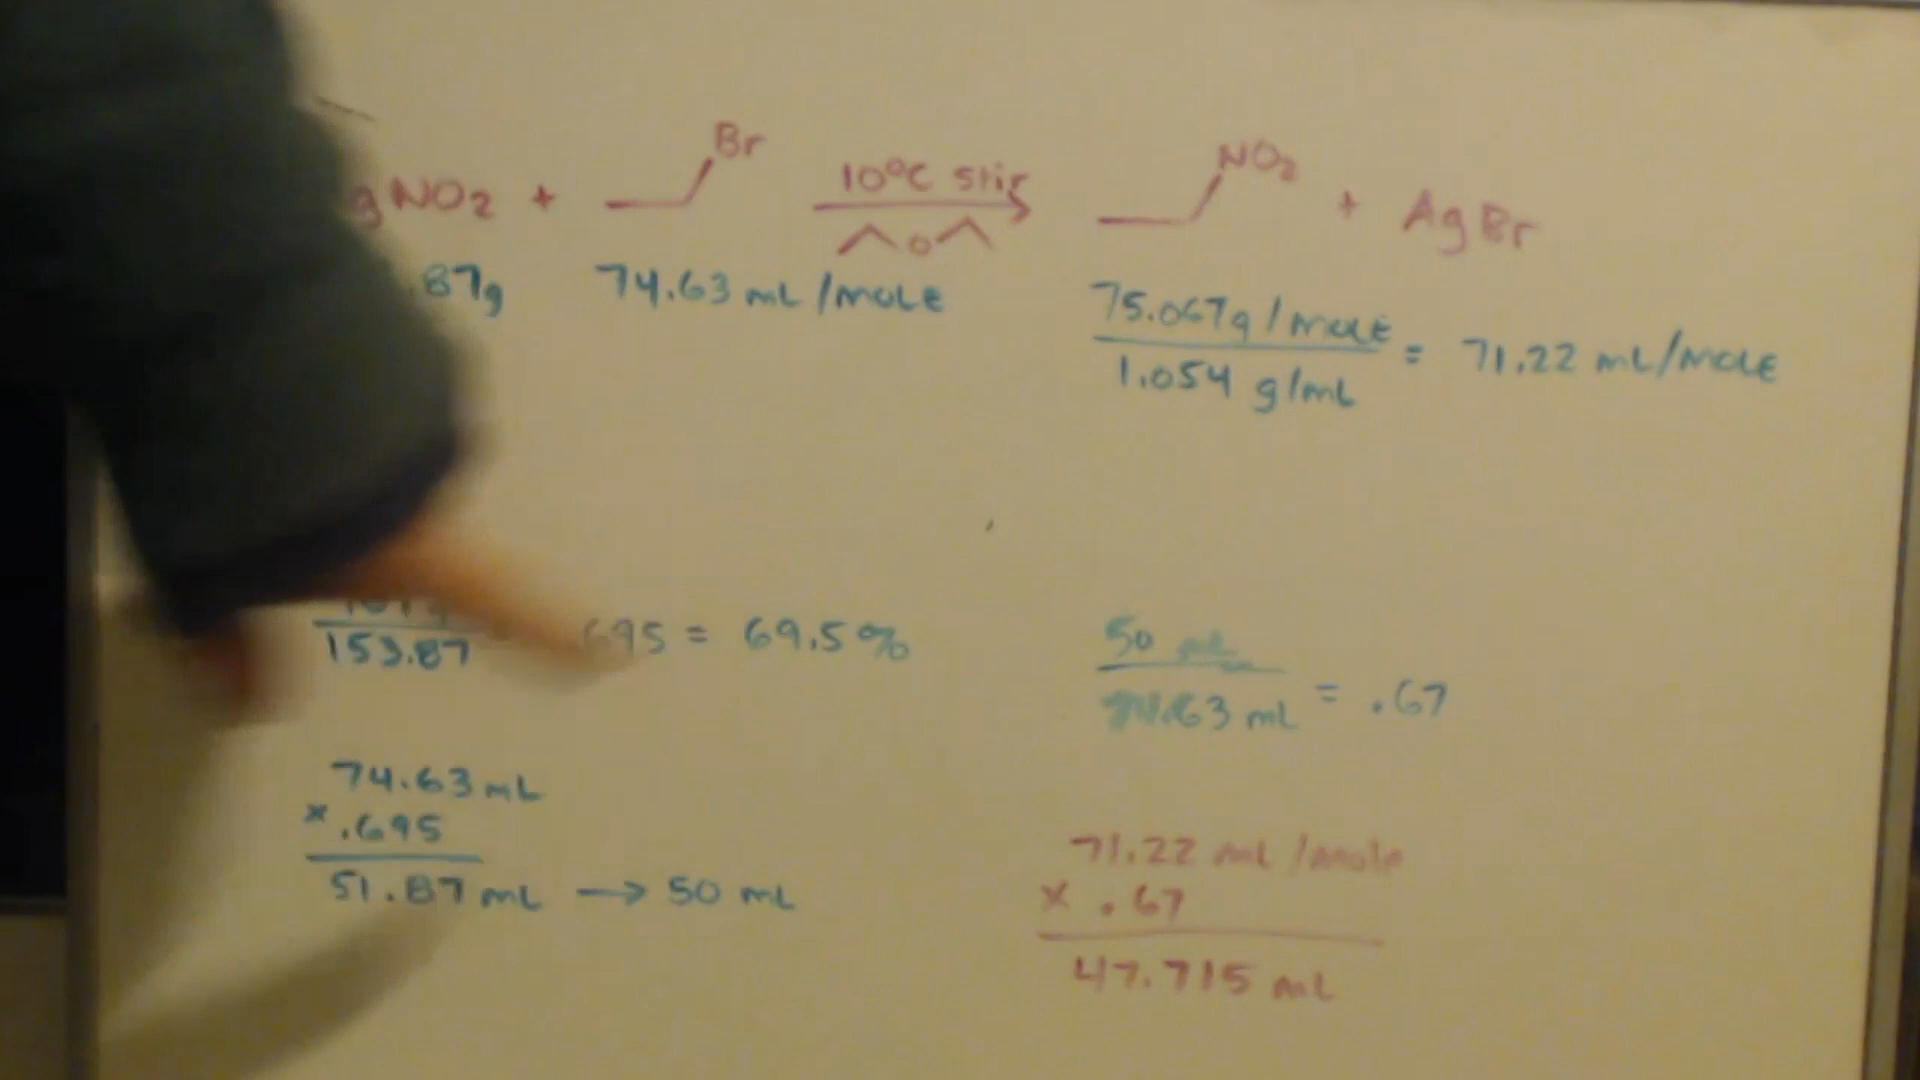 gNO2 + Br 10°C stir NO2 + AgBr
O
.87g 74.63 mL/mole 75.067g/mole
1.054 g/mL = 71.22 mL/mole
153.87 695 = 69.5%
50 mL
74.63 mL = .67
74.63 mL
x .695
51.87 mL → 50 mL
71.22 mL/mole
x .67
47.715 mL